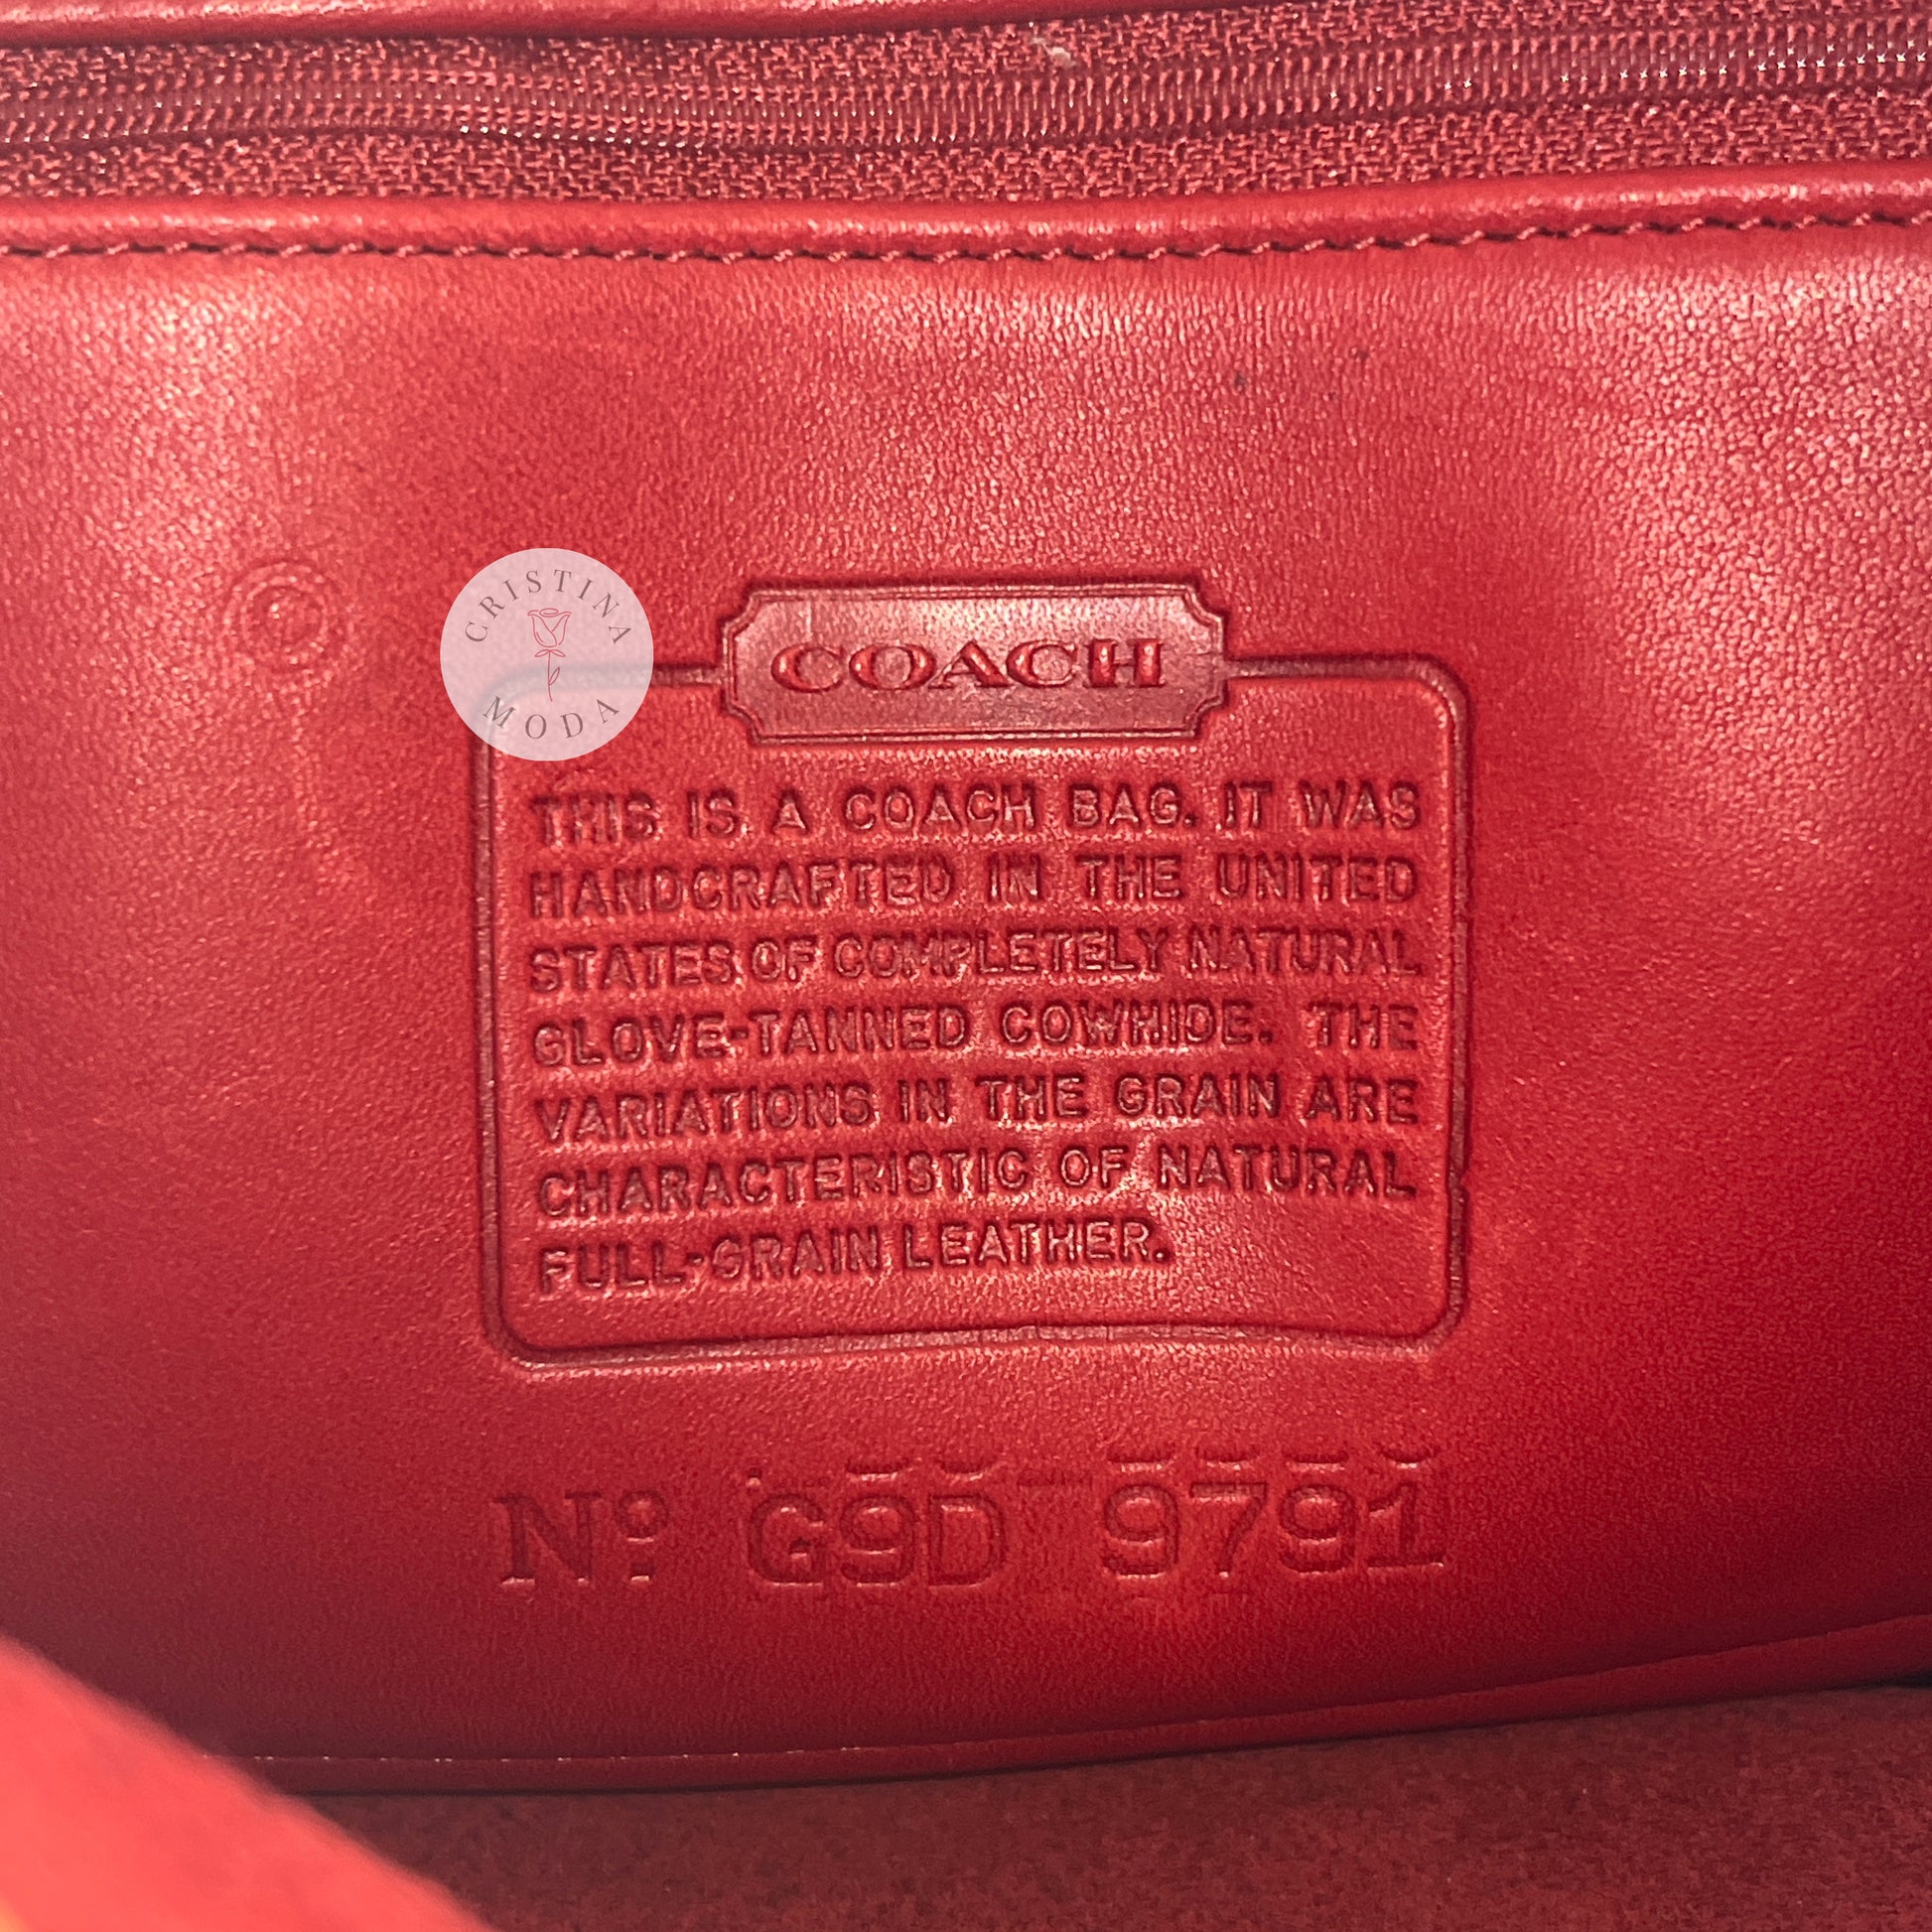 CRISTINA
MODA
COACH
THIS IS A COACH BAG. IT WAS
HANDCRAFTED IN THE UNITED
STATES OF COMPLETELY NATURAL
GLOVE-TANNED COWHIDE. THE
VARIATIONS IN THE GRAIN ARE
CHARACTERISTIC OF NATURAL
FULL-GRAIN LEATHER.
Nº G9D 9791